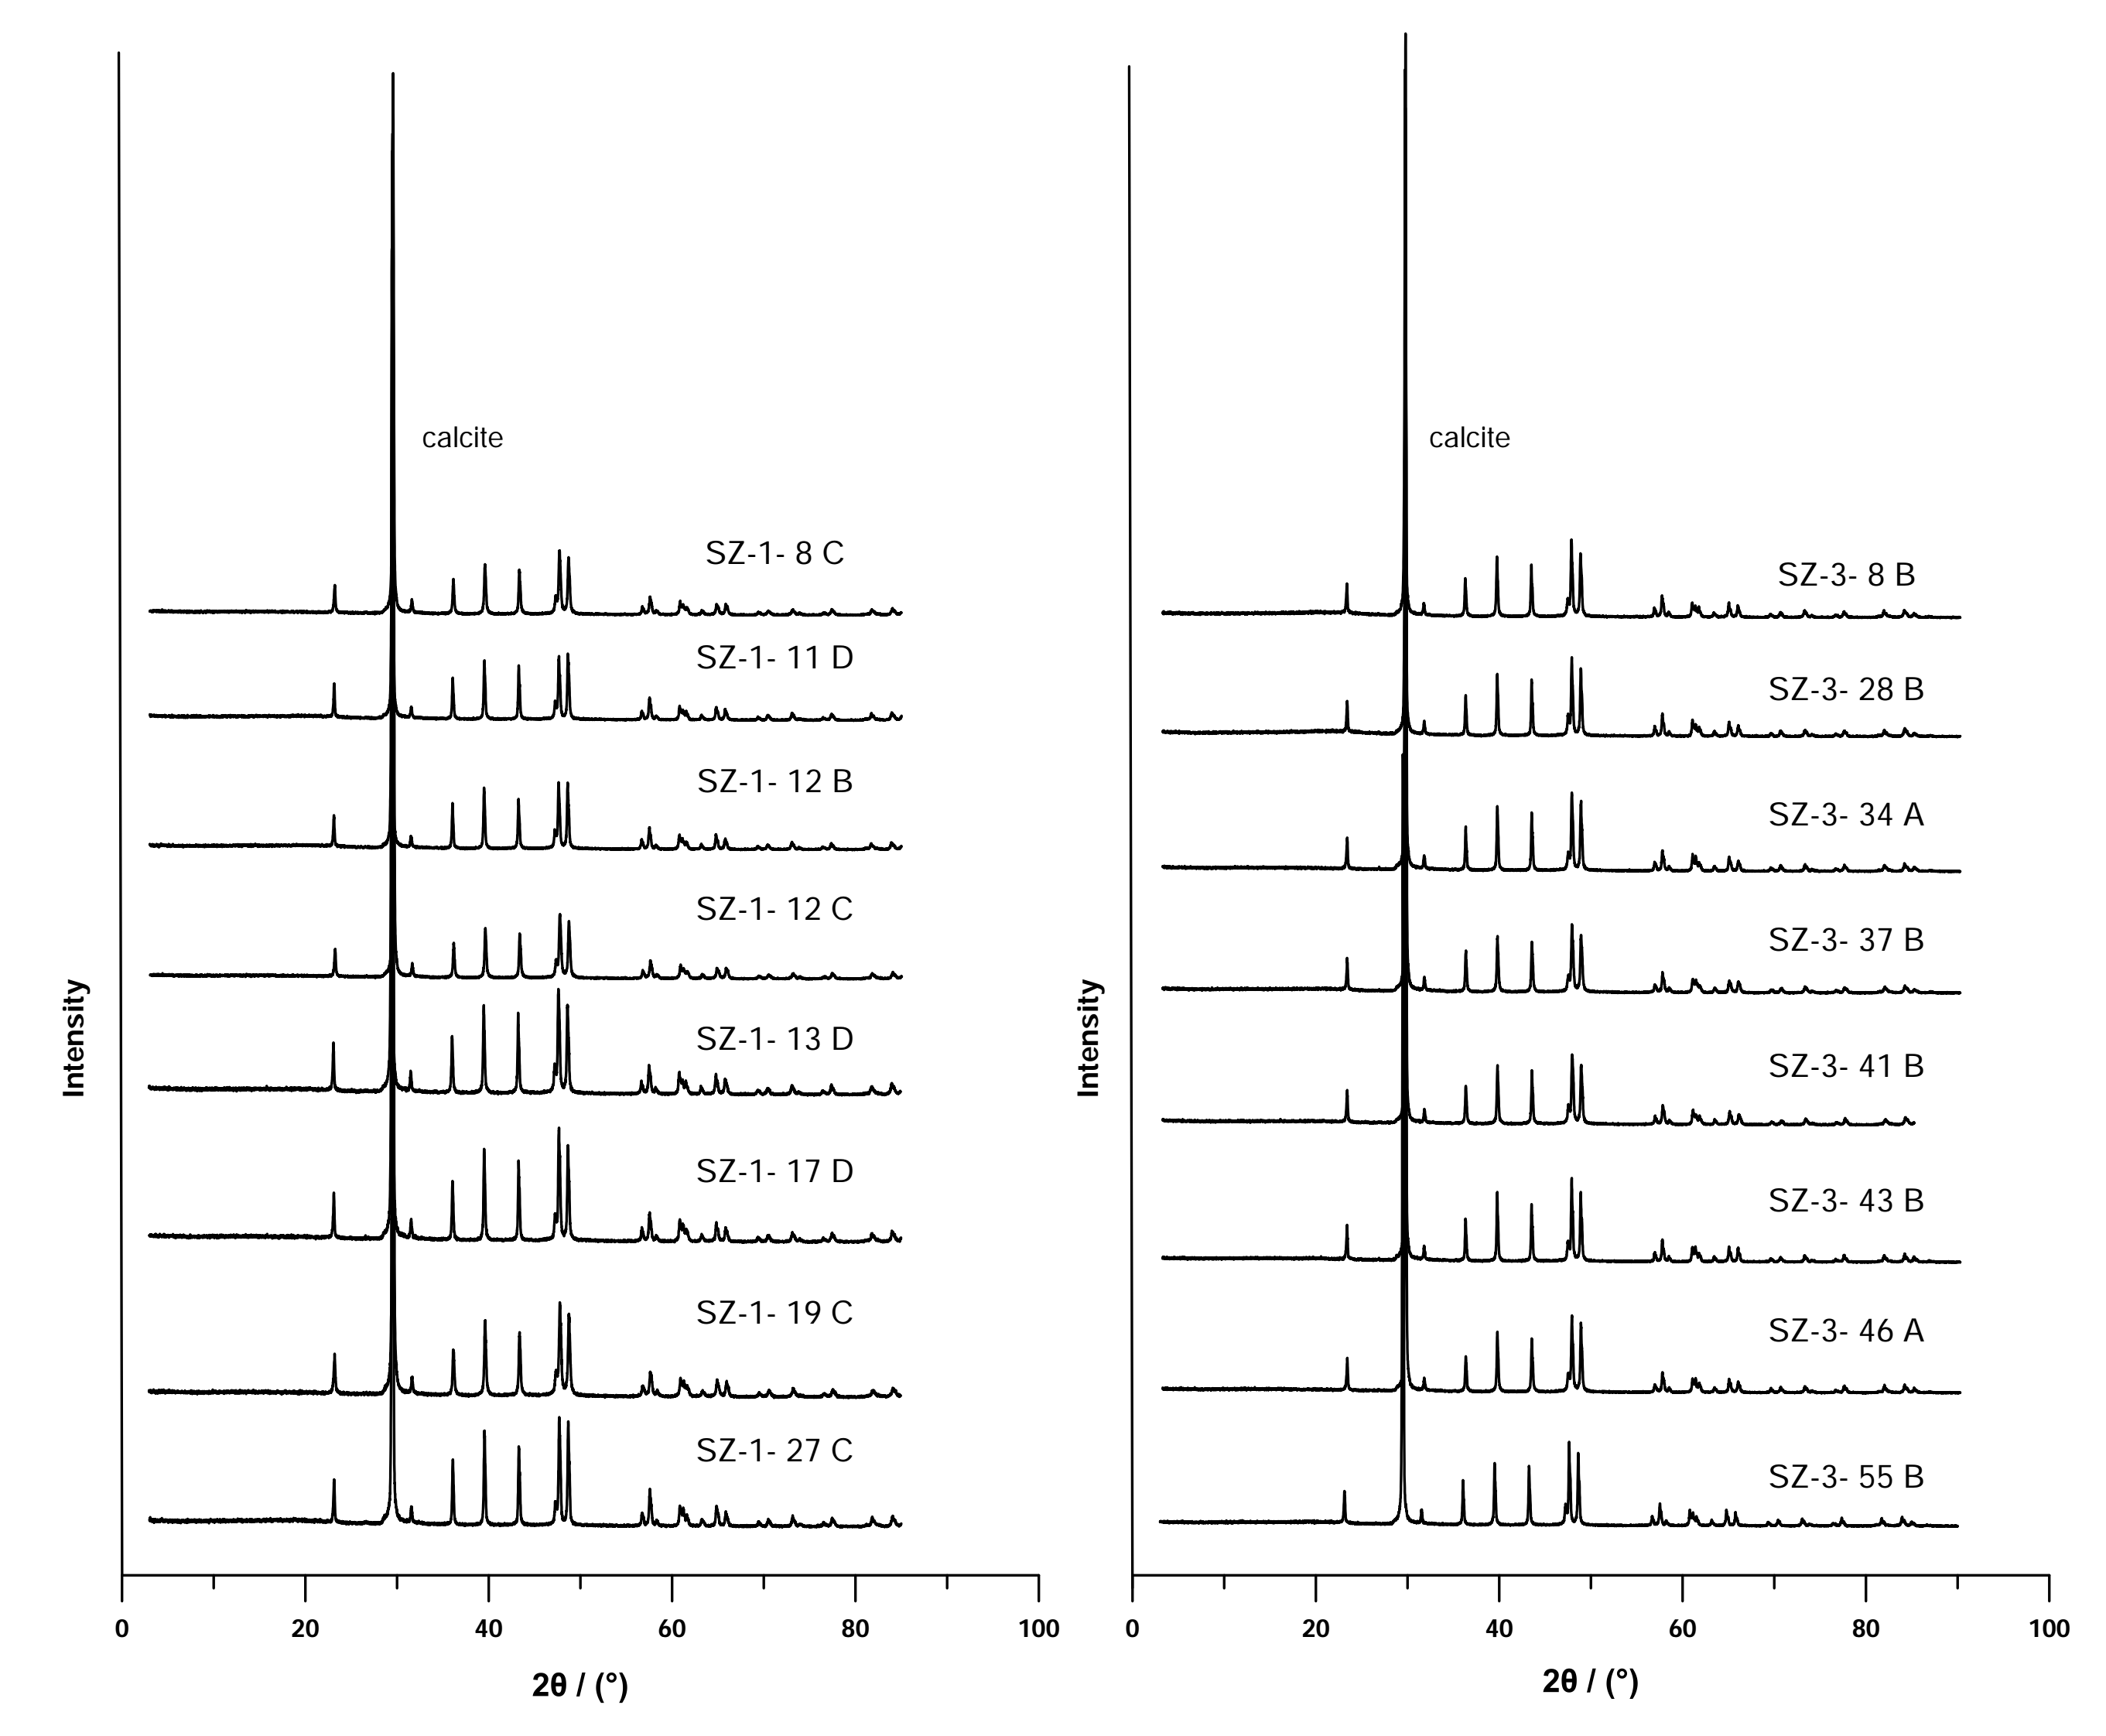 calcite
SZ-1- 8 C
SZ-1- 11 D
SZ-1- 12 B
SZ-1- 12 C
SZ-1- 13 D
SZ-1- 17 D
SZ-1- 19 C
SZ-1- 27 C
Intensity
0 20 40 60 80 100
2θ / (°)
calcite
SZ-3- 8 B
SZ-3- 28 B
SZ-3- 34 A
SZ-3- 37 B
SZ-3- 41 B
SZ-3- 43 B
SZ-3- 46 A
SZ-3- 55 B
Intensity
0 20 40 60 80 100
2θ / (°)